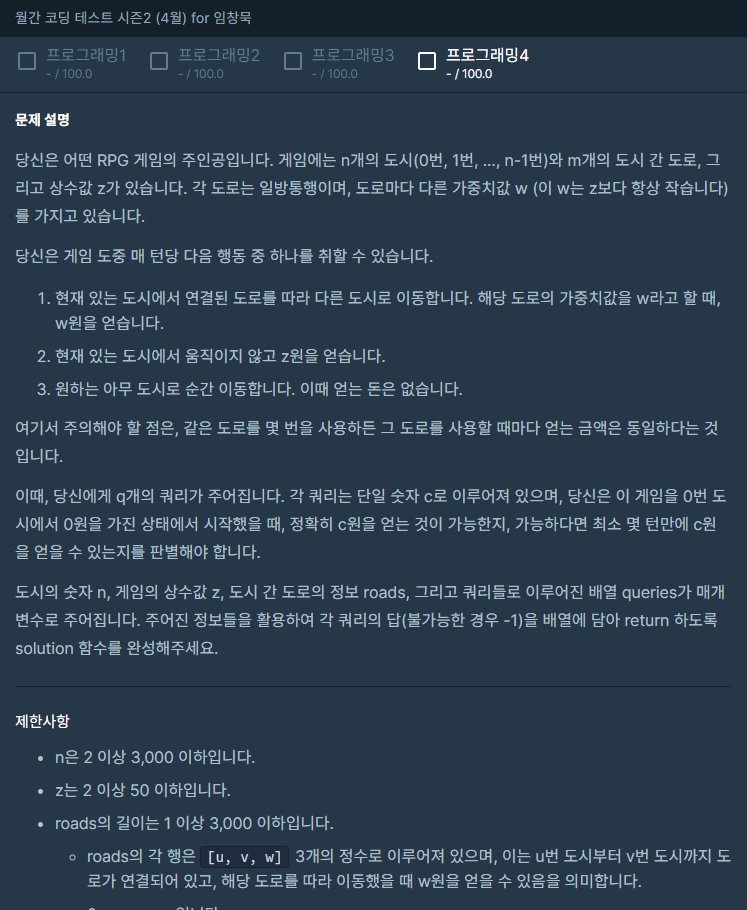 월간 코딩 테스트 시즌2 (4월) for 임창묵
프로그래밍1
- / 100.0
프로그래밍2
- / 100.0
프로그래밍3
- / 100.0
프로그래밍4
- / 100.0
문제 설명
당신은 어떤 RPG 게임의 주인공입니다. 게임에는 n개의 도시(0번, 1번, ..., n-1번)와 m개의 도시 간 도로, 그
리고 상수값 z가 있습니다. 각 도로는 일방통행이며, 도로마다 다른 가중치값 w (이 w는 z보다 항상 작습니다)
를 가지고 있습니다.
당신은 게임 도중 매 턴당 다음 행동 중 하나를 취할 수 있습니다.
1. 현재 있는 도시에서 연결된 도로를 따라 다른 도시로 이동합니다. 해당 도로의 가중치값을 w라고 할 때,
w원을 얻습니다.
2. 현재 있는 도시에서 움직이지 않고 z원을 얻습니다.
3. 원하는 아무 도시로 순간 이동합니다. 이때 얻는 돈은 없습니다.
여기서 주의해야 할 점은, 같은 도로를 몇 번을 사용하든 그 도로를 사용할 때마다 얻는 금액은 동일하다는 것
입니다.
이때, 당신에게 q개의 쿼리가 주어집니다. 각 쿼리는 단일 숫자 c로 이루어져 있으며, 당신은 이 게임을 0번 도
시에서 0원을 가진 상태에서 시작했을 때, 정확히 c원을 얻는 것이 가능한지, 가능하다면 최소 몇 턴만에 c원
을 얻을 수 있는지를 판별해야 합니다.
도시의 숫자 n, 게임의 상수값 z, 도시 간 도로의 정보 roads, 그리고 쿼리들로 이루어진 배열 queries가 매개
변수로 주어집니다. 주어진 정보들을 활용하여 각 쿼리의 답(불가능한 경우 -1)을 배열에 담아 return 하도록
solution 함수를 완성해주세요.
제한사항
• n은 2 이상 3,000 이하입니다.
• z는 2 이상 50 이하입니다.
• roads의 길이는 1 이상 3,000 이하입니다.
◦ roads의 각 행은 [u, v, w] 3개의 정수로 이루어져 있으며, 이는 u번 도시부터 v번 도시까지 도
로가 연결되어 있고, 해당 도로를 따라 이동했을 때 w원을 얻을 수 있음을 의미합니다.